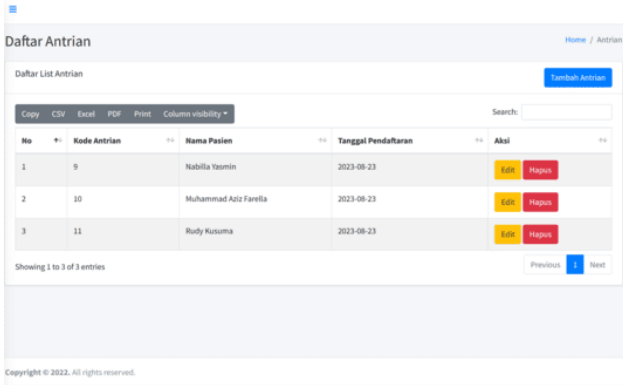 Daftar Antrian
Home / Antrian
Daftar List Antrian
Tambah Antrian
Copy CSV Excel PDF Print Column visibility
Search:
No Kode Antrian Nama Pasien Tanggal Pendaftaran Aksi
1 9 Nabilla Yasmin 2023-08-23 Edit Hapus
2 10 Muhammad Aziz Farella 2023-08-23 Edit Hapus
3 11 Rudy Kusuma 2023-08-23 Edit Hapus
Showing 1 to 3 of 3 entries
Previous 1 Next
Copyright © 2022. All rights reserved.